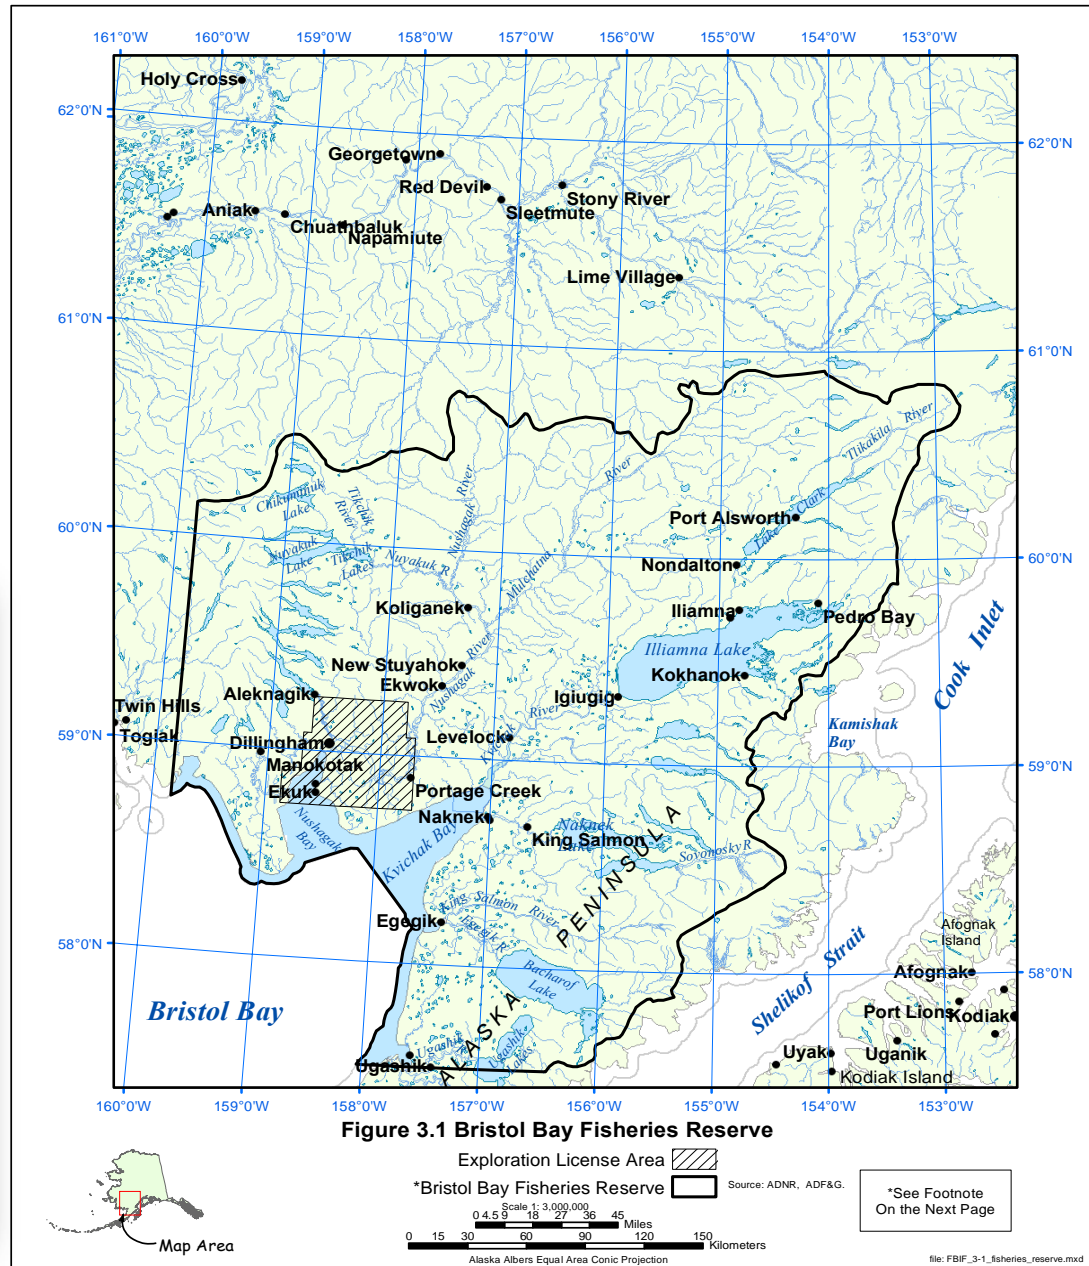 161°0'W 160°0'W 159°0'W 158°0'W 157°0'W 156°0'W 155°0'W 154°0'W 153°0'W
Holy Cross
62°0'N
62°0'N
Georgetown
Red Devil
Stony River
Sleetmute
Aniak
Chuathbaluk
Napamiute
Lime Village
61°0'N
61°0'N
Tlikakila River
River
Nushagak River
Chikuminuk
Lake
Tikchik
River
Lake Clark
Port Alsworth
60°0'N
60°0'N
Nuyakuk
Lake
Tikchik
Lakes
Nuyakuk R
Nondalton
Mulchatna
Koliganek
Iliamna
Pedro Bay
Illiamna Lake
New Stuyahok
River
Ekwok
Nushagak
Kokhanok
Aleknagik
Igiugig
Cook Inlet
Twin Hills
Togiak
River
Kvichak
Levelock
Kamishak
Bay
59°0'N
59°0'N
Dillingham
Manokotak
Ekuk
Portage Creek
Naknek
King Salmon
Naknek
Lake
Nushagak
Bay
Kvichak Bay
Sovonosky R
PENINSULA
King Salmon River
Egegik
Egegik R
58°0'N
58°0'N
Afognak
Island
Afognak
Bacharof
Lake
Shelikof Strait
Bristol Bay
Port Lions
Kodiak
ALASKA
Ugashik
Ugashik
Lakes
Ugashik
Uyak
Uganik
Kodiak Island
160°0'W 159°0'W 158°0'W 157°0'W 156°0'W 155°0'W 154°0'W 153°0'W
Figure 3.1 Bristol Bay Fisheries Reserve
Exploration License Area
*Bristol Bay Fisheries Reserve
Source: ADNR, ADF&G.
Scale 1: 3,000,000
0 4.5 9 18 27 36 45
Miles
0 15 30 60 90 120 150
Kilometers
Alaska Albers Equal Area Conic Projection
Map Area
*See Footnote
On the Next Page
file: FBIF_3-1_fisheries_reserve.mxd